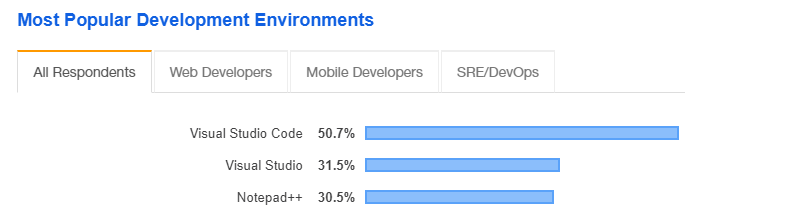 Most Popular Development Environments
All Respondents Web Developers Mobile Developers SRE/DevOps
Visual Studio Code 50.7%
Visual Studio 31.5%
Notepad++ 30.5%